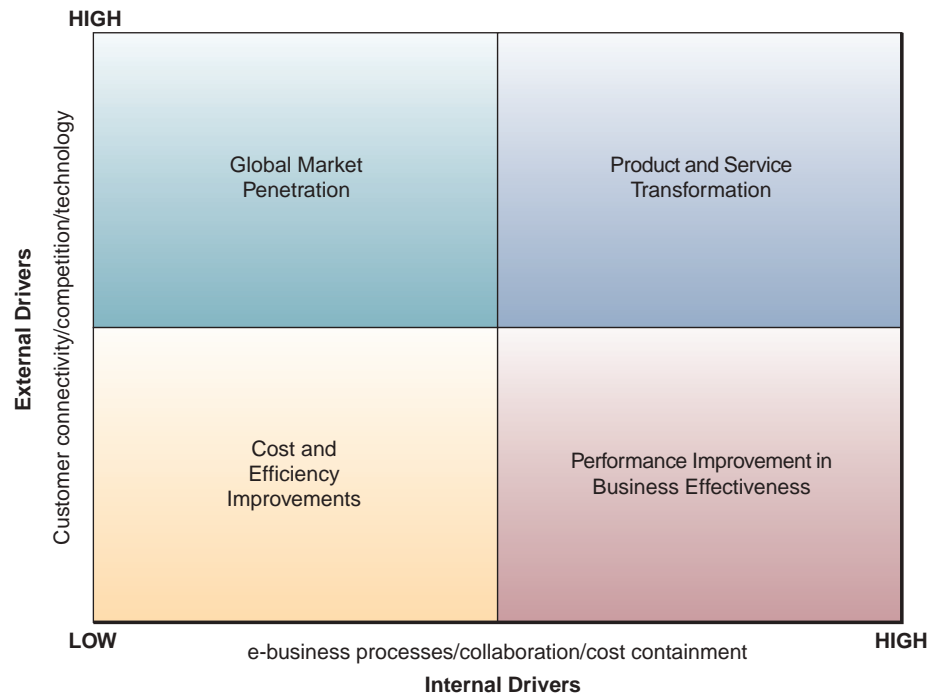 HIGH
Global Market
Penetration
Product and Service
Transformation
External Drivers
Customer connectivity/competition/technology
Cost and
Efficiency
Improvements
Performance Improvement in
Business Effectiveness
LOW
HIGH
e-business processes/collaboration/cost containment
Internal Drivers